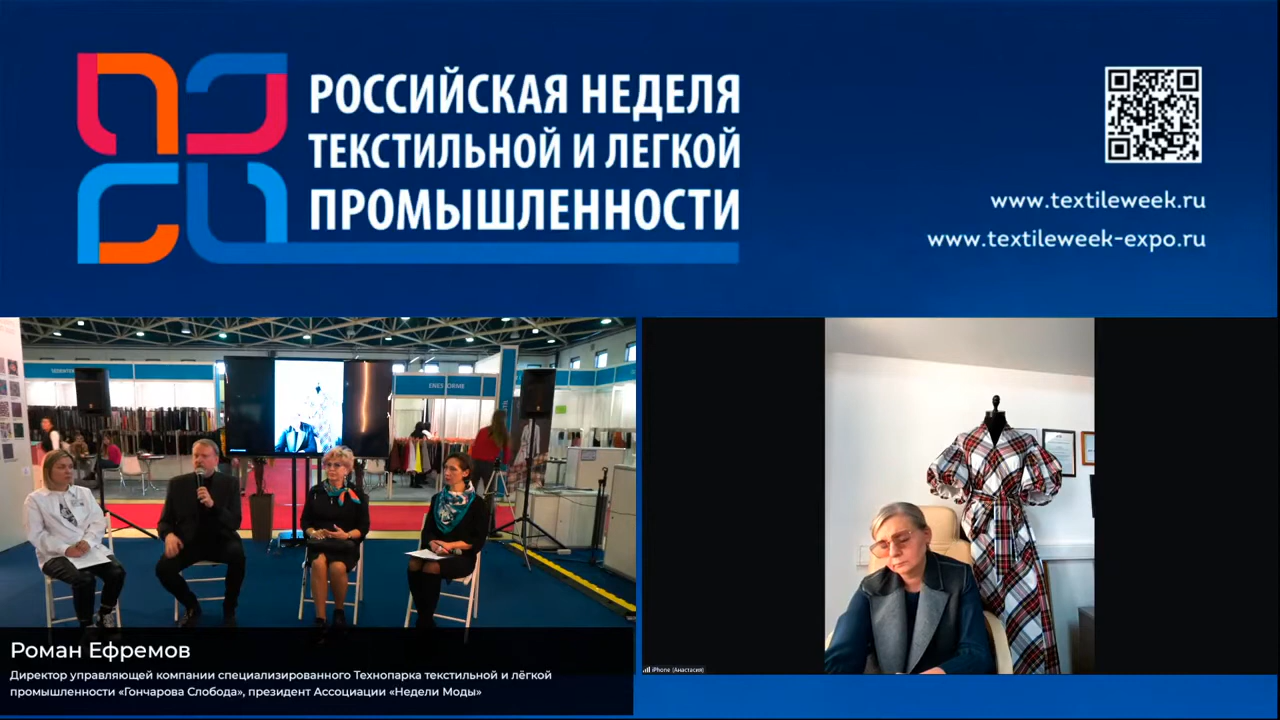 РОССИЙСКАЯ НЕДЕЛЯ
ТЕКСТИЛЬНОЙ И ЛЕГКОЙ
ПРОМЫШЛЕННОСТИ
www.textileweek.ru
www.textileweek-expo.ru
iPhone (Анастасия)
Роман Ефремов
Директор управляющей компании специализированного Технопарка текстильной и лёгкой
промышленности «Гончарова Слобода», президент Ассоциации «Недели Моды»